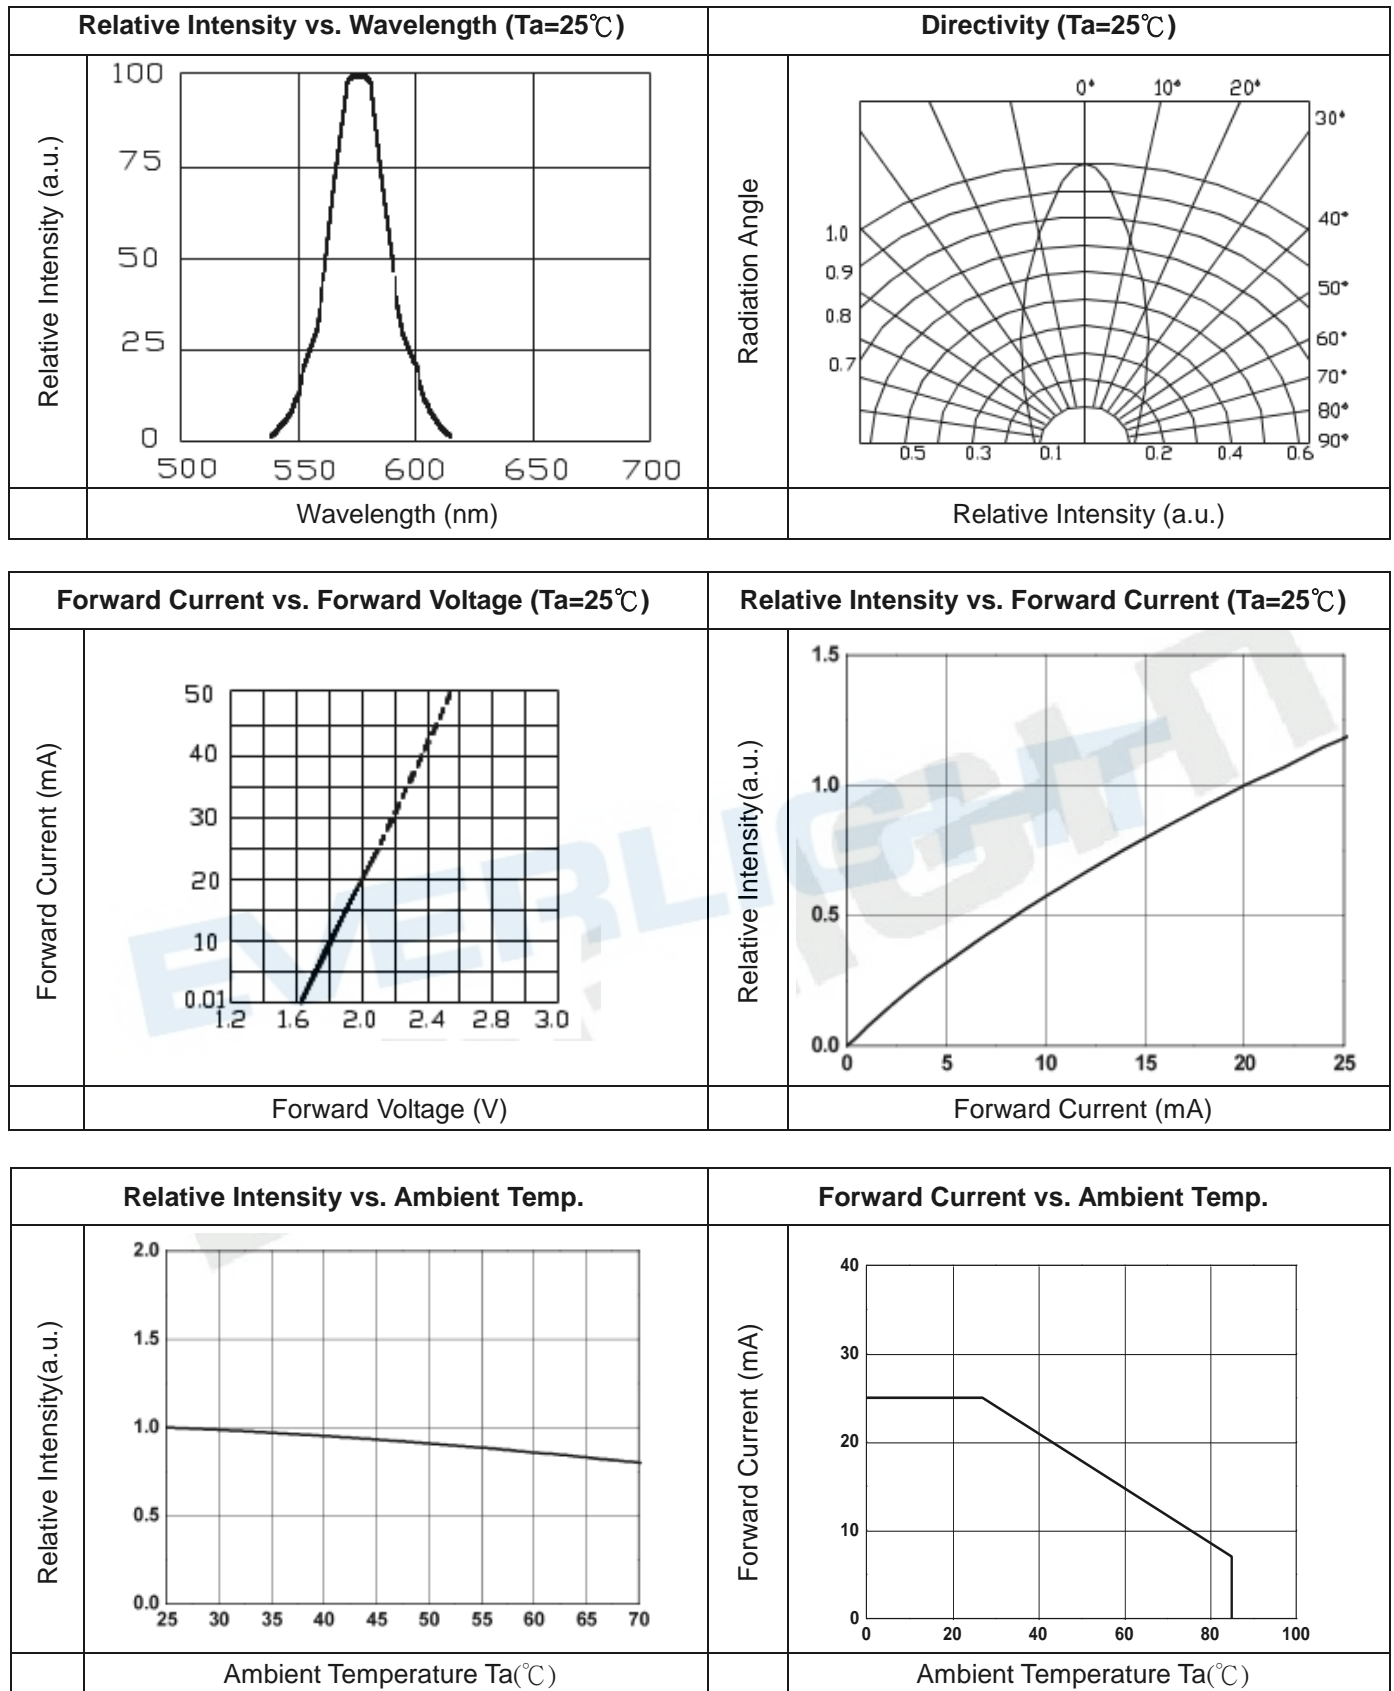 Relative Intensity vs. Wavelength (Ta=25℃)
Directivity (Ta=25℃)
Relative Intensity (a.u.)
100
75
50
25
0
500 550 600 650 700
Wavelength (nm)
Radiation Angle
0° 10° 20°
30°
40°
50°
60°
70°
80°
90°
1.0
0.9
0.8
0.7
0.5 0.3 0.1 0.2 0.4 0.6
Relative Intensity (a.u.)
Forward Current vs. Forward Voltage (Ta=25℃)
Relative Intensity vs. Forward Current (Ta=25℃)
Forward Current (mA)
50
40
30
20
10
0.01
1.2 1.6 2.0 2.4 2.8 3.0
Forward Voltage (V)
EVERLIGHT
Relative Intensity(a.u.)
1.5
1.0
0.5
0.0
0 5 10 15 20 25
Forward Current (mA)
Relative Intensity vs. Ambient Temp.
Forward Current vs. Ambient Temp.
Relative Intensity(a.u.)
2.0
1.5
1.0
0.5
0.0
25 30 35 40 45 50 55 60 65 70
Ambient Temperature Ta(℃)
Forward Current (mA)
40
30
20
10
0
0 20 40 60 80 100
Ambient Temperature Ta(℃)